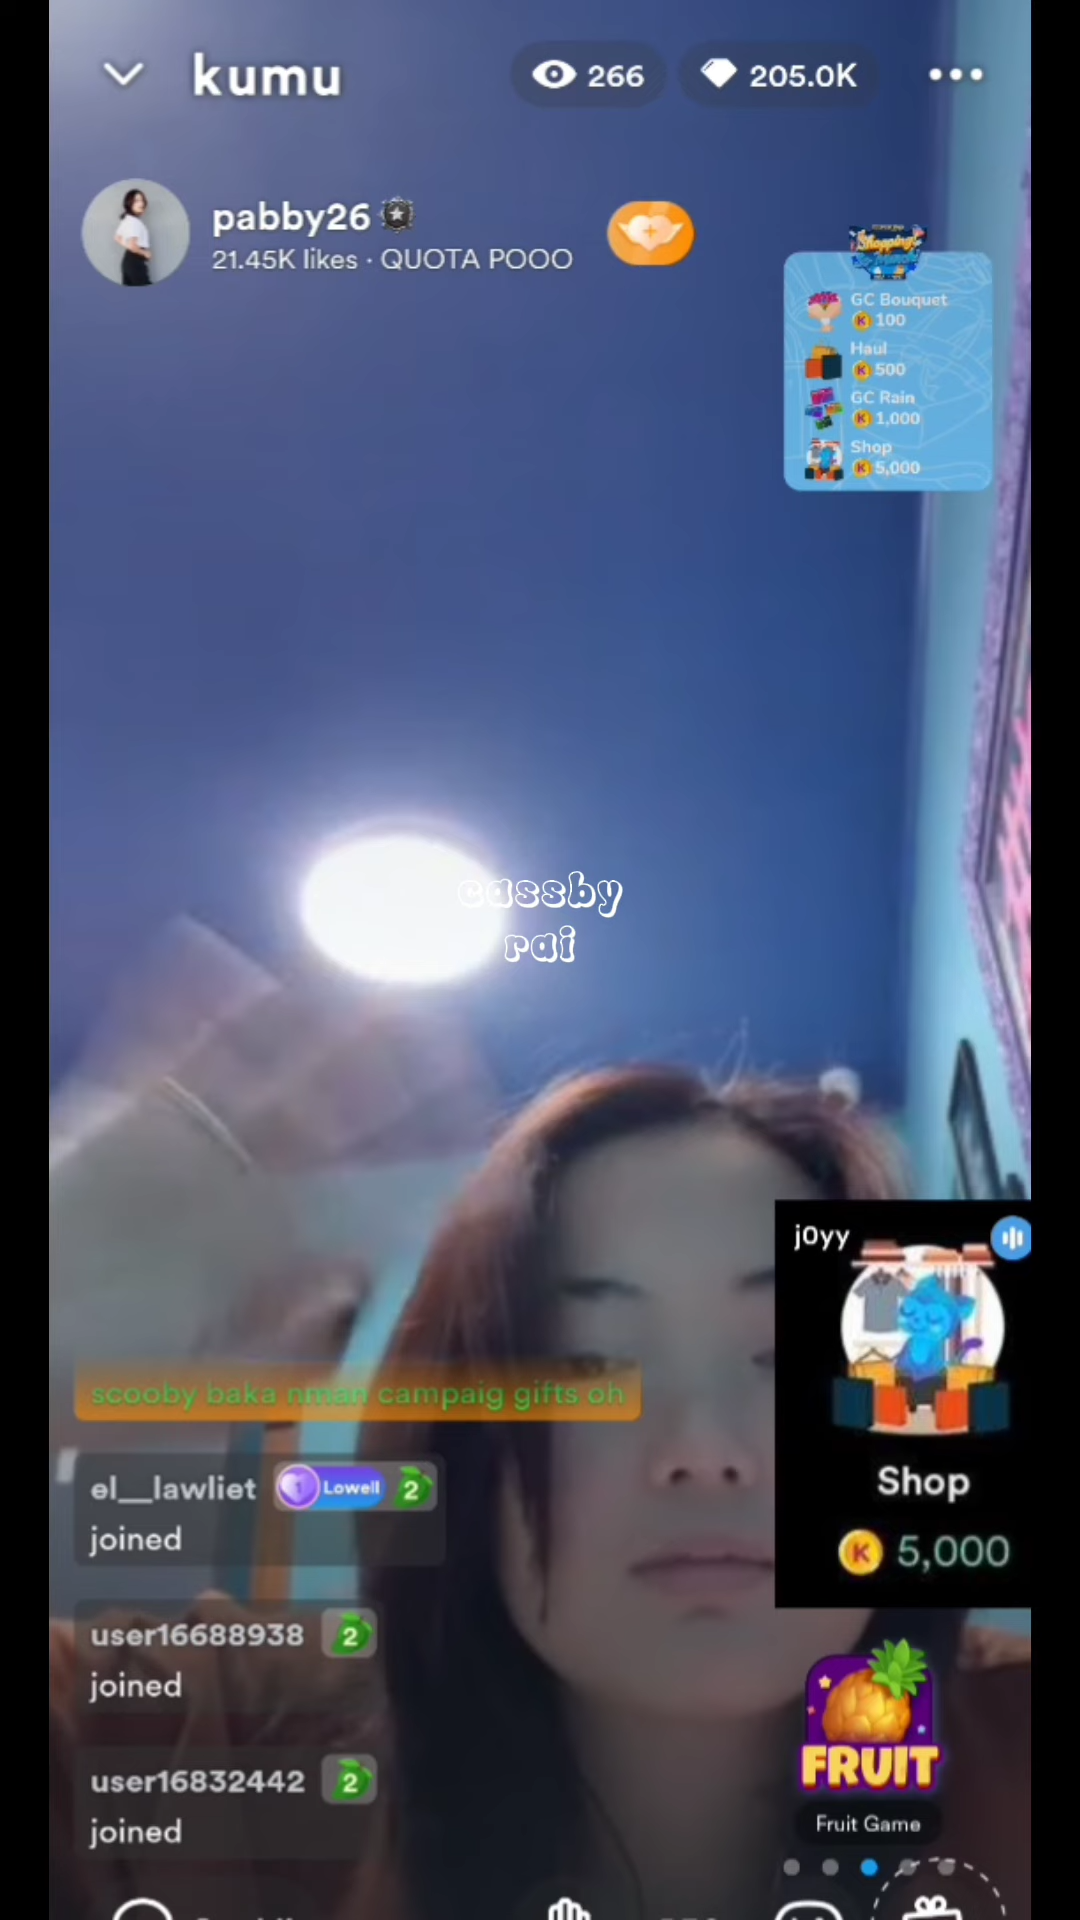 kumu
266
205.0K
pabby26
21.45K likes · QUOTA POOO
GC Bouquet
K 100
Haul
K 500
GC Rain
K 1,000
Shop
K 5,000
cassby
rai
j0yy
Shop
K 5,000
scooby baka nman campaig gifts oh
el__lawliet 1 Lowell 2
joined
user16688938 2
joined
user16832442 2
joined
FRUIT
Fruit Game